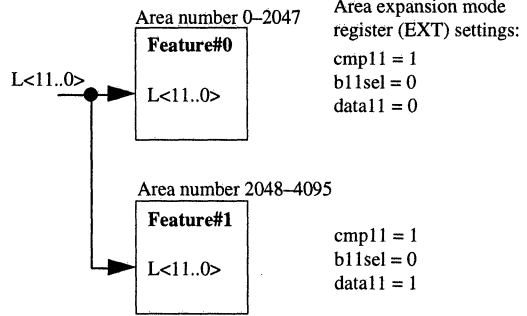 Area number 0–2047
Area expansion mode
register (EXT) settings:
Feature#0
L<11..0>
L<11..0>
cmp11 = 1
b11sel = 0
data11 = 0
Area number 2048–4095
Feature#1
L<11..0>
cmp11 = 1
b11sel = 0
data11 = 1